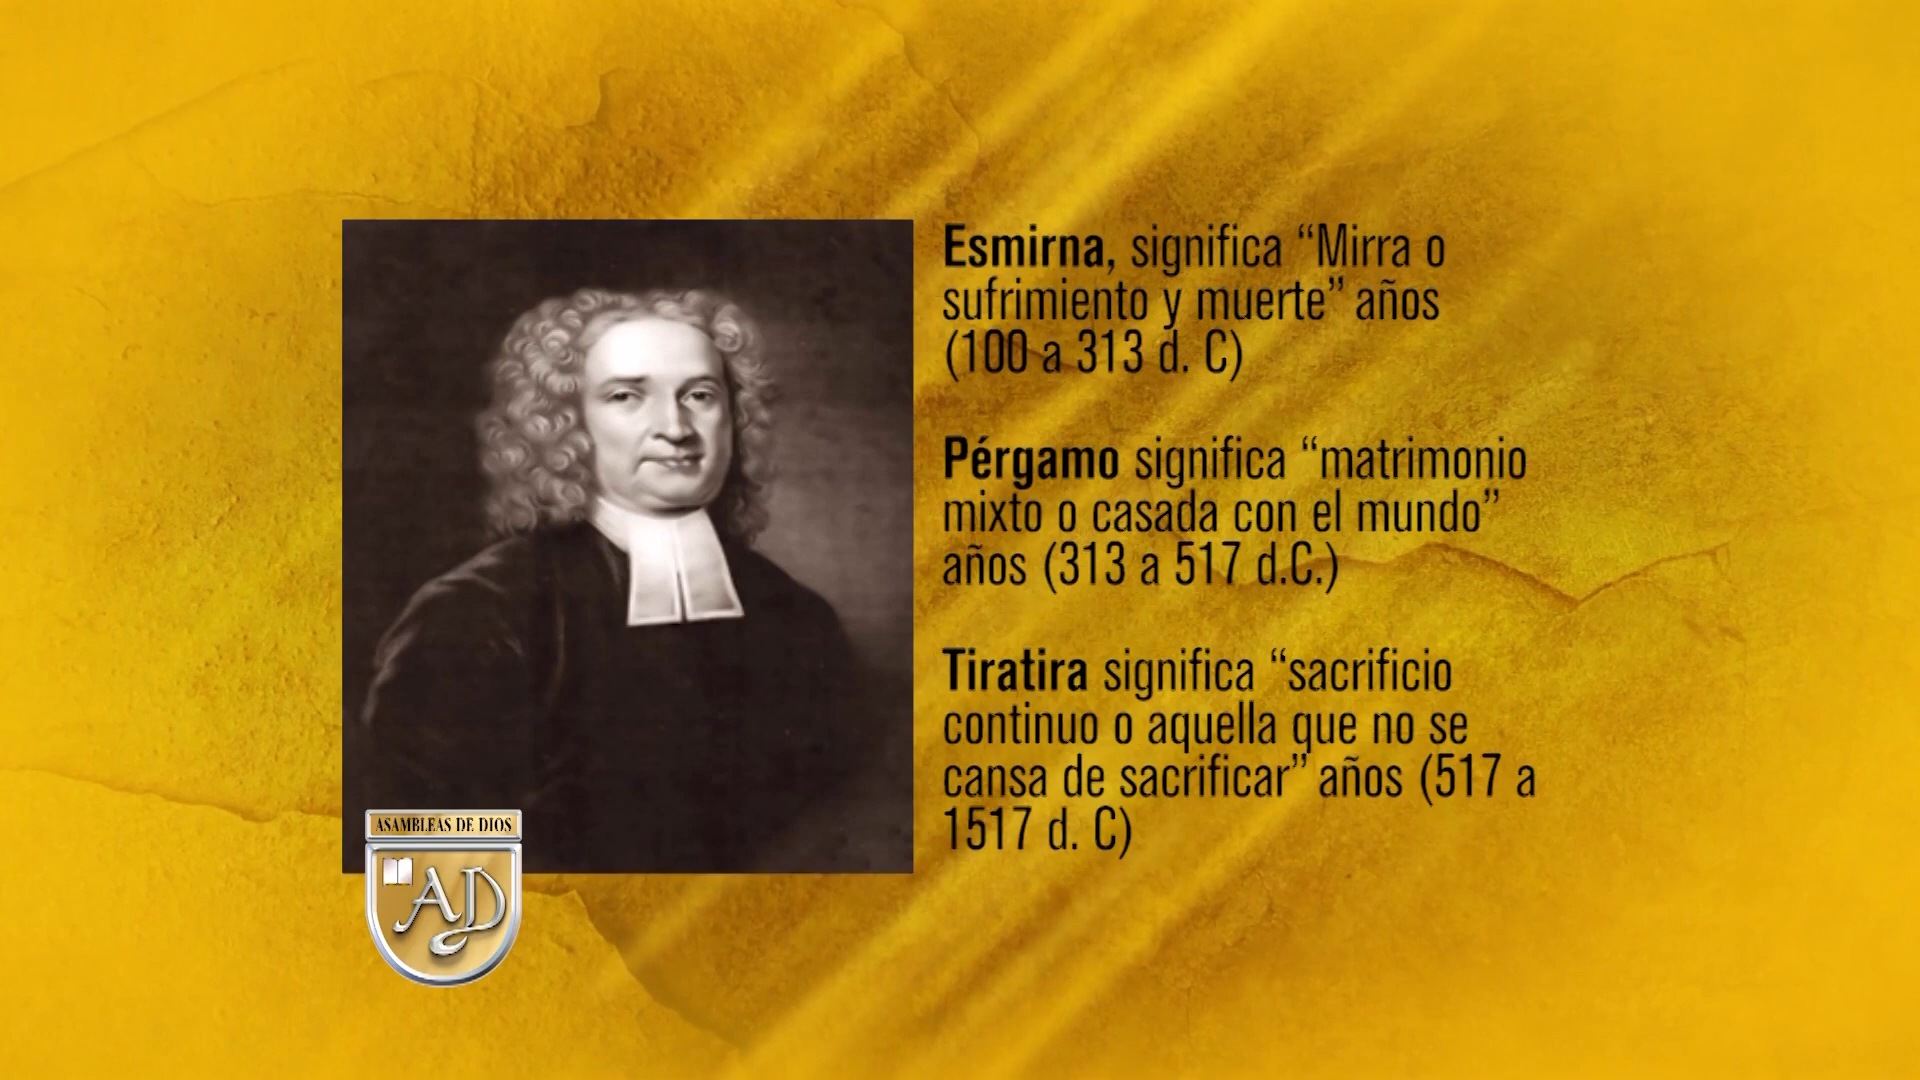 Esmirna, significa “Mirra o
sufrimiento y muerte” años
(100 a 313 d. C)
Pérgamo significa “matrimonio
mixto o casada con el mundo”
años (313 a 517 d.C.)
Tiratira significa “sacrificio
continuo o aquella que no se
cansa de sacrificar” años (517 a
1517 d. C)
ASAMBLEAS DE DIOS
AD